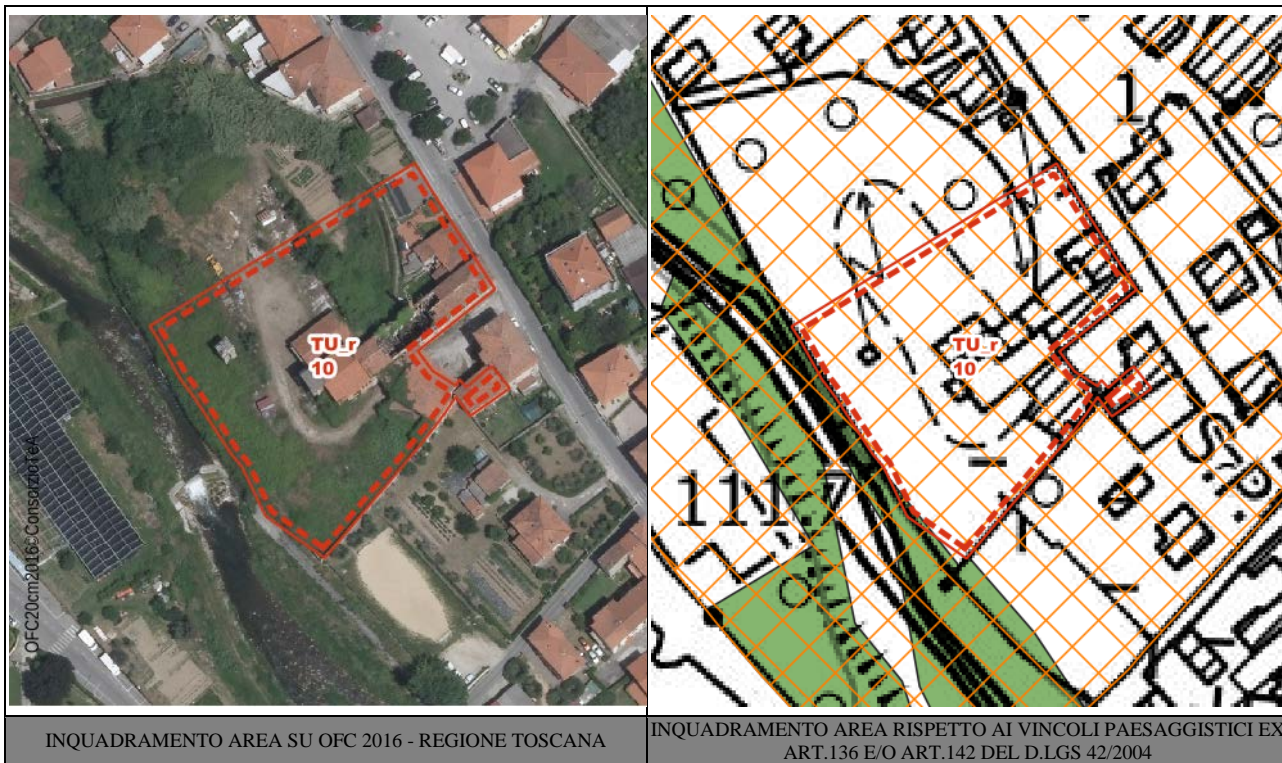 TU_r
10
OFC20cm2016-ConsorzioTeA
1
TU_r
10
111.7
INQUADRAMENTO AREA SU OFC 2016 - REGIONE TOSCANA
INQUADRAMENTO AREA RISPETTO AI VINCOLI PAESAGGISTICI EX
ART.136 E/O ART.142 DEL D.LGS 42/2004